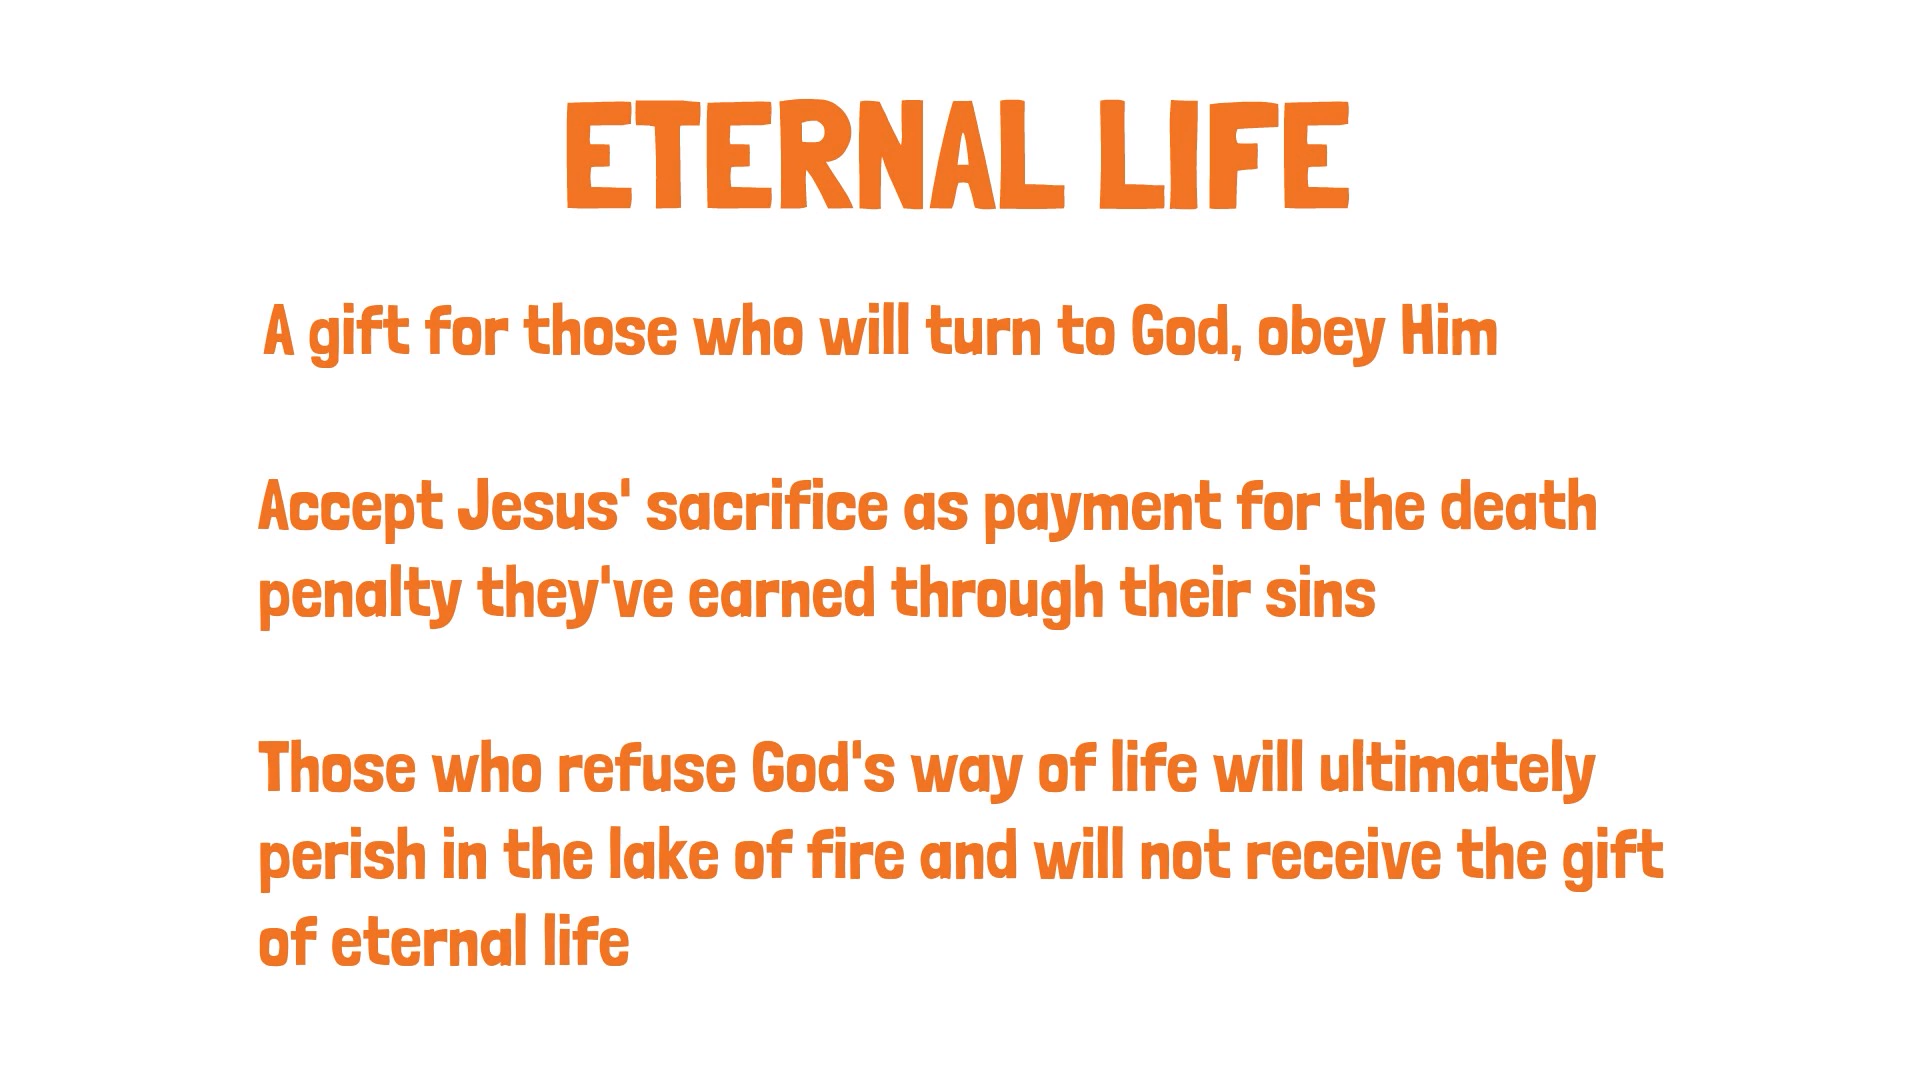 ETERNAL LIFE
A gift for those who will turn to God, obey Him
Accept Jesus' sacrifice as payment for the death
penalty they've earned through their sins
Those who refuse God's way of life will ultimately
perish in the lake of fire and will not receive the gift
of eternal life